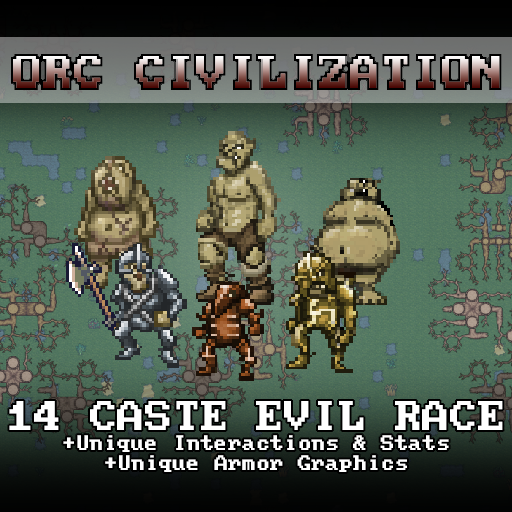 ORC CIVILIZATION
14 CASTE EVIL RACE
+Unique Interactions & Stats
+Unique Armor Graphics